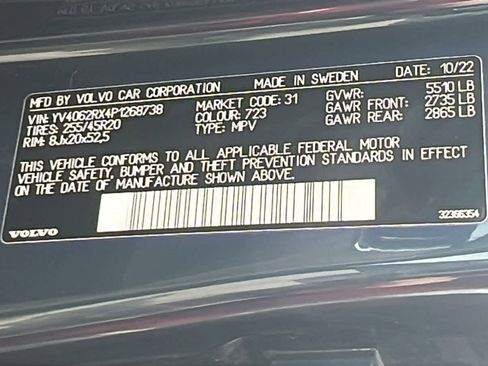 MFD BY VOLVO CAR CORPORATION MADE IN SWEDEN DATE: 10/22
VIN: YV4062RX4P1268738 MARKET CODE: 31 GVWR: 5510 LB
TIRES: 255/45R20 COLOUR: 723 GAWR FRONT: 2735 LB
RIM: 8Jx20x52,5 TYPE: MPV GAWR REAR: 2865 LB
THIS VEHICLE CONFORMS TO ALL APPLICABLE FEDERAL MOTOR
VEHICLE SAFETY, BUMPER AND THEFT PREVENTION STANDARDS IN EFFECT
ON THE DATE OF MANUFACTURE SHOWN ABOVE.
VOLVO 32366354